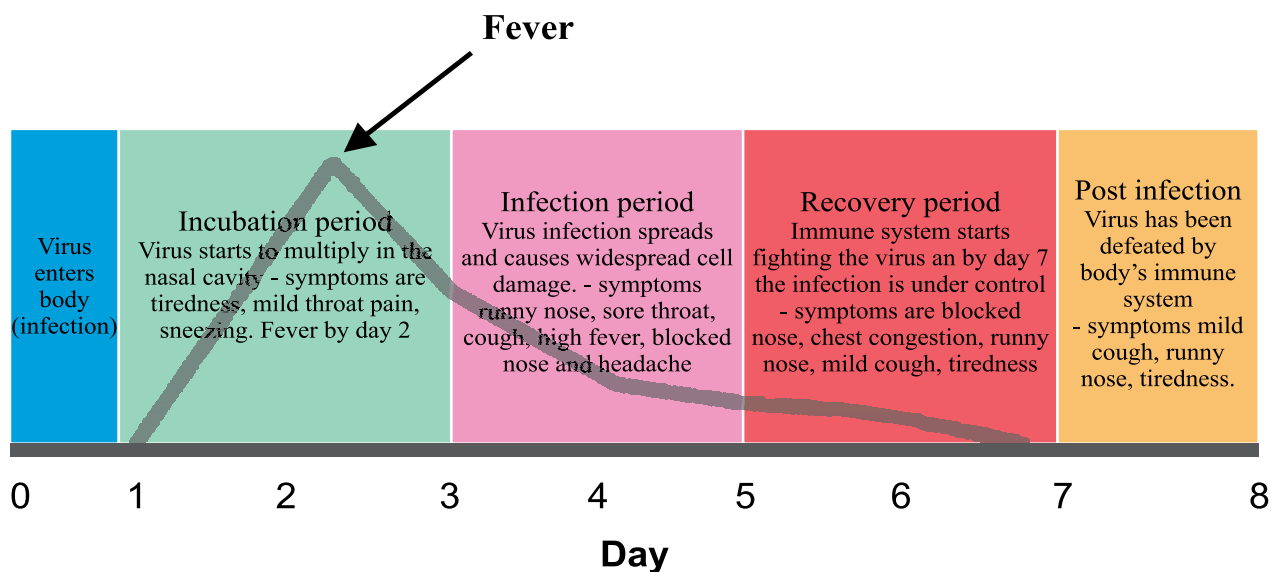 Fever
Virus
enters
body
(infection)
Incubation period
Virus starts to multiply in the
nasal cavity - symptoms are
tiredness, mild throat pain,
sneezing. Fever by day 2
Infection period
Virus infection spreads
and causes widespread cell
damage. - symptoms
runny nose, sore throat,
cough, high fever, blocked
nose and headache
Recovery period
Immune system starts
fighting the virus an by day 7
the infection is under control
- symptoms are blocked
nose, chest congestion, runny
nose, mild cough, tiredness
Post infection
Virus has been
defeated by
body’s immune
system
- symptoms mild
cough, runny
nose, tiredness.
0 1 2 3 4 5 6 7 8
Day